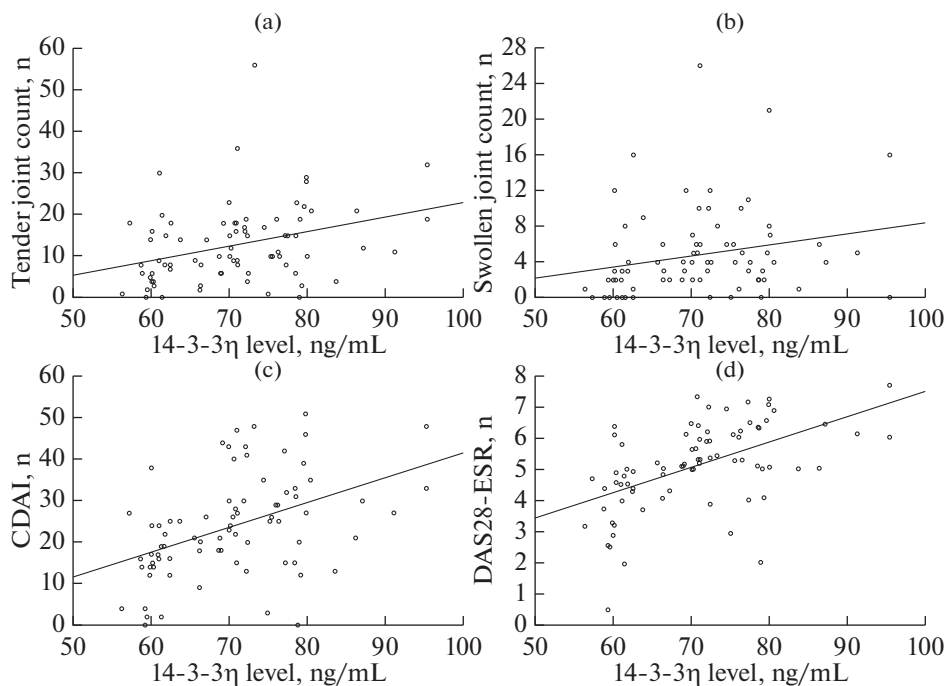 (a)
Tender joint count, n
60
50
40
30
20
10
0
50 60 70 80 90 100
14-3-3η level, ng/mL
(b)
Swollen joint count, n
28
24
20
16
12
8
4
0
50 60 70 80 90 100
14-3-3η level, ng/mL
(c)
CDAI, n
60
50
40
30
20
10
0
50 60 70 80 90 100
14-3-3η level, ng/mL
(d)
DAS28-ESR, n
8
7
6
5
4
3
2
1
0
50 60 70 80 90 100
14-3-3η level, ng/mL